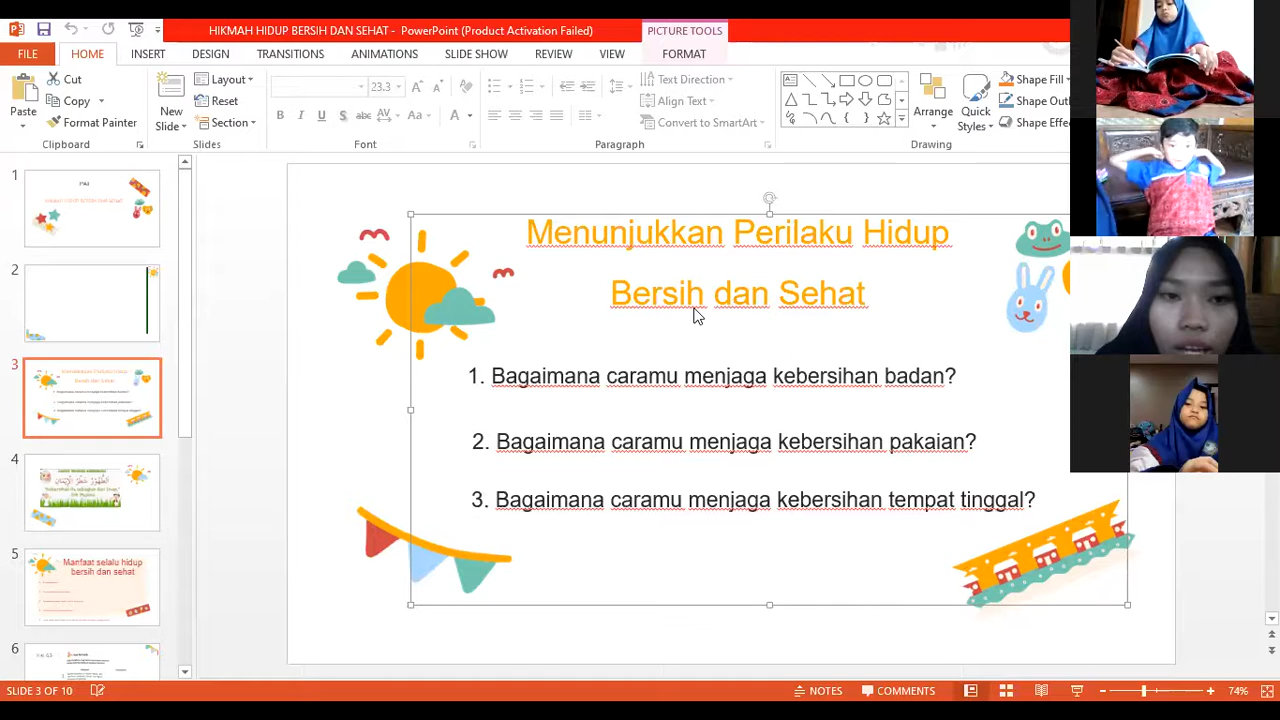 HIKMAH HIDUP BERSIH DAN SEHAT - PowerPoint (Product Activation Failed)
PICTURE TOOLS
FILE HOME INSERT DESIGN TRANSITIONS ANIMATIONS SLIDE SHOW REVIEW VIEW FORMAT
Cut
Copy
Format Painter
Paste
Clipboard
New
Slide
Layout
Reset
Section
Slides
23.3
Font
Text Direction
Align Text
Convert to SmartArt
Paragraph
Arrange
Quick
Styles
Shape Fill
Shape Out
Shape Effe
Drawing
1
2
3
4
5
Manfaat selalu hidup
bersih dan sehat
6
Menunjukkan Perilaku Hidup
Bersih dan Sehat
1. Bagaimana caramu menjaga kebersihan badan?
2. Bagaimana caramu menjaga kebersihan pakaian?
3. Bagaimana caramu menjaga kebersihan tempat tinggal?
SLIDE 3 OF 10
NOTES
COMMENTS
74%